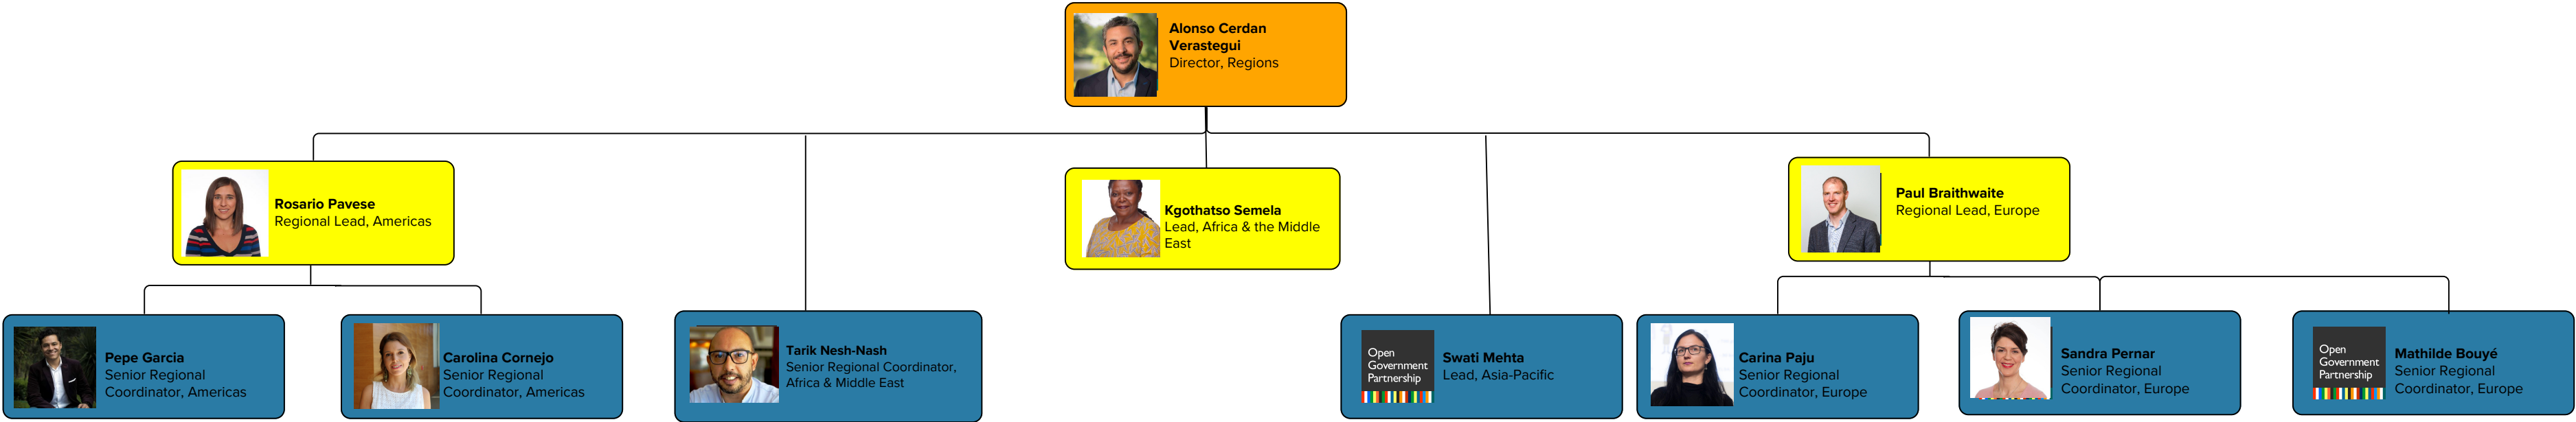 Alonso Cerdan
Verastegui
Director, Regions
Rosario Pavese
Regional Lead, Americas
Kgothatso Semela
Lead, Africa & the Middle
East
Paul Braithwaite
Regional Lead, Europe
Pepe Garcia
Senior Regional
Coordinator, Americas
Carolina Cornejo
Senior Regional
Coordinator, Americas
Tarik Nesh-Nash
Senior Regional Coordinator,
Africa & Middle East
Open
Government
Partnership
Swati Mehta
Lead, Asia-Pacific
Carina Paju
Senior Regional
Coordinator, Europe
Sandra Pernar
Senior Regional
Coordinator, Europe
Open
Government
Partnership
Mathilde Bouyé
Senior Regional
Coordinator, Europe